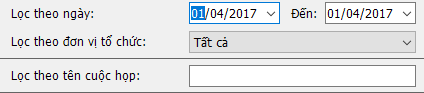 Lọc theo ngày: 01/04/2017 Đến: 01/04/2017
Lọc theo đơn vị tổ chức: Tất cả
Lọc theo tên cuộc họp: